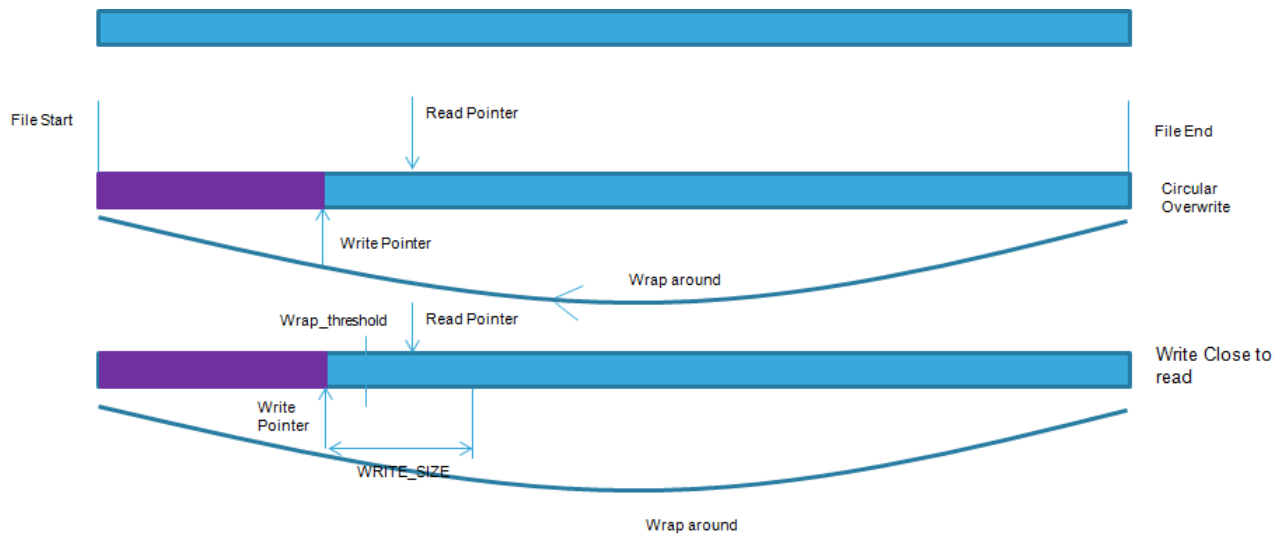 File Start
Read Pointer
File End
Circular
Overwrite
Write Pointer
Wrap around
Wrap_threshold
Read Pointer
Write Close to
read
Write
Pointer
WRITE_SIZE
Wrap around